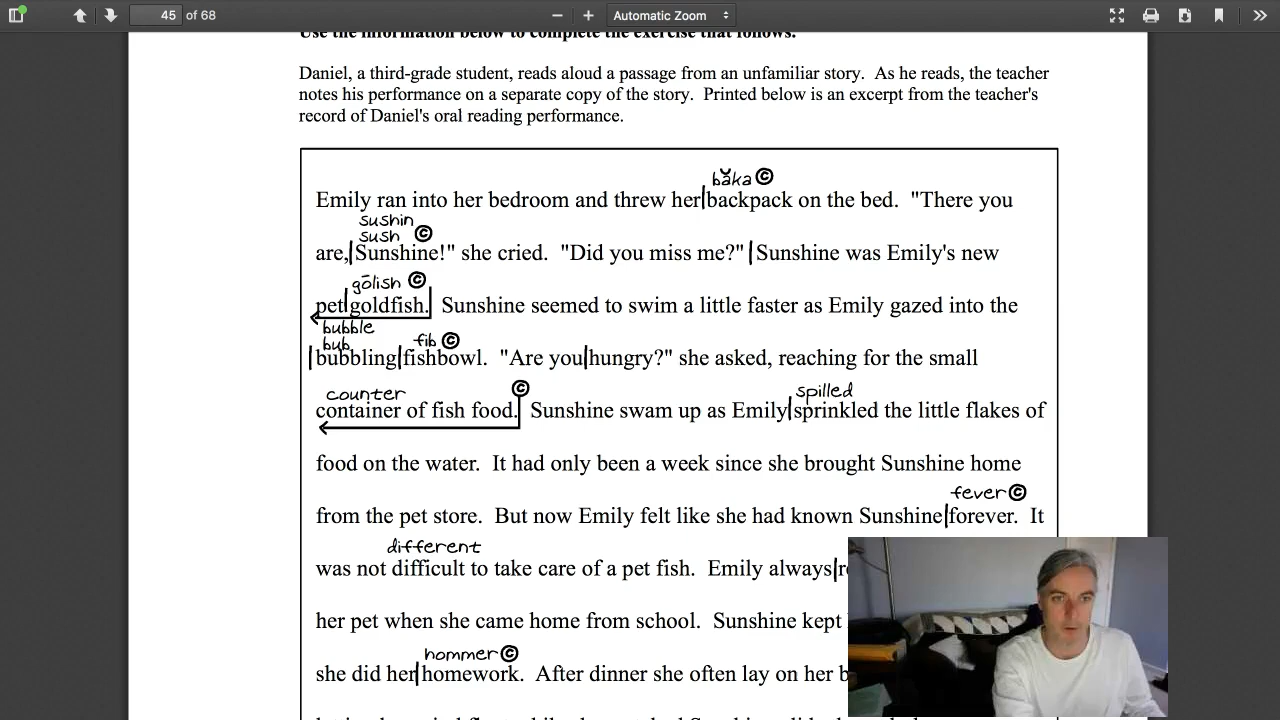 45 of 68
Automatic Zoom
Use the information below to complete the exercise that follows.
Daniel, a third-grade student, reads aloud a passage from an unfamiliar story. As he reads, the teacher
notes his performance on a separate copy of the story. Printed below is an excerpt from the teacher's
record of Daniel's oral reading performance.
băka ©
Emily ran into her bedroom and threw her|backpack on the bed. "There you
sushin
sush ©
are,|Sunshine!" she cried. "Did you miss me?" |Sunshine was Emily's new
gōlish ©
pet|goldfish. Sunshine seemed to swim a little faster as Emily gazed into the
bubble
bub fib ©
|bubbling|fishbowl. "Are you|hungry?" she asked, reaching for the small
counter ©
spilled
container of fish food. Sunshine swam up as Emily|sprinkled the little flakes of
food on the water. It had only been a week since she brought Sunshine home
fever ©
from the pet store. But now Emily felt like she had known Sunshine|forever. It
different
was not difficult to take care of a pet fish. Emily always
her pet when she came home from school. Sunshine kept
hommer ©
she did her|homework. After dinner she often lay on her